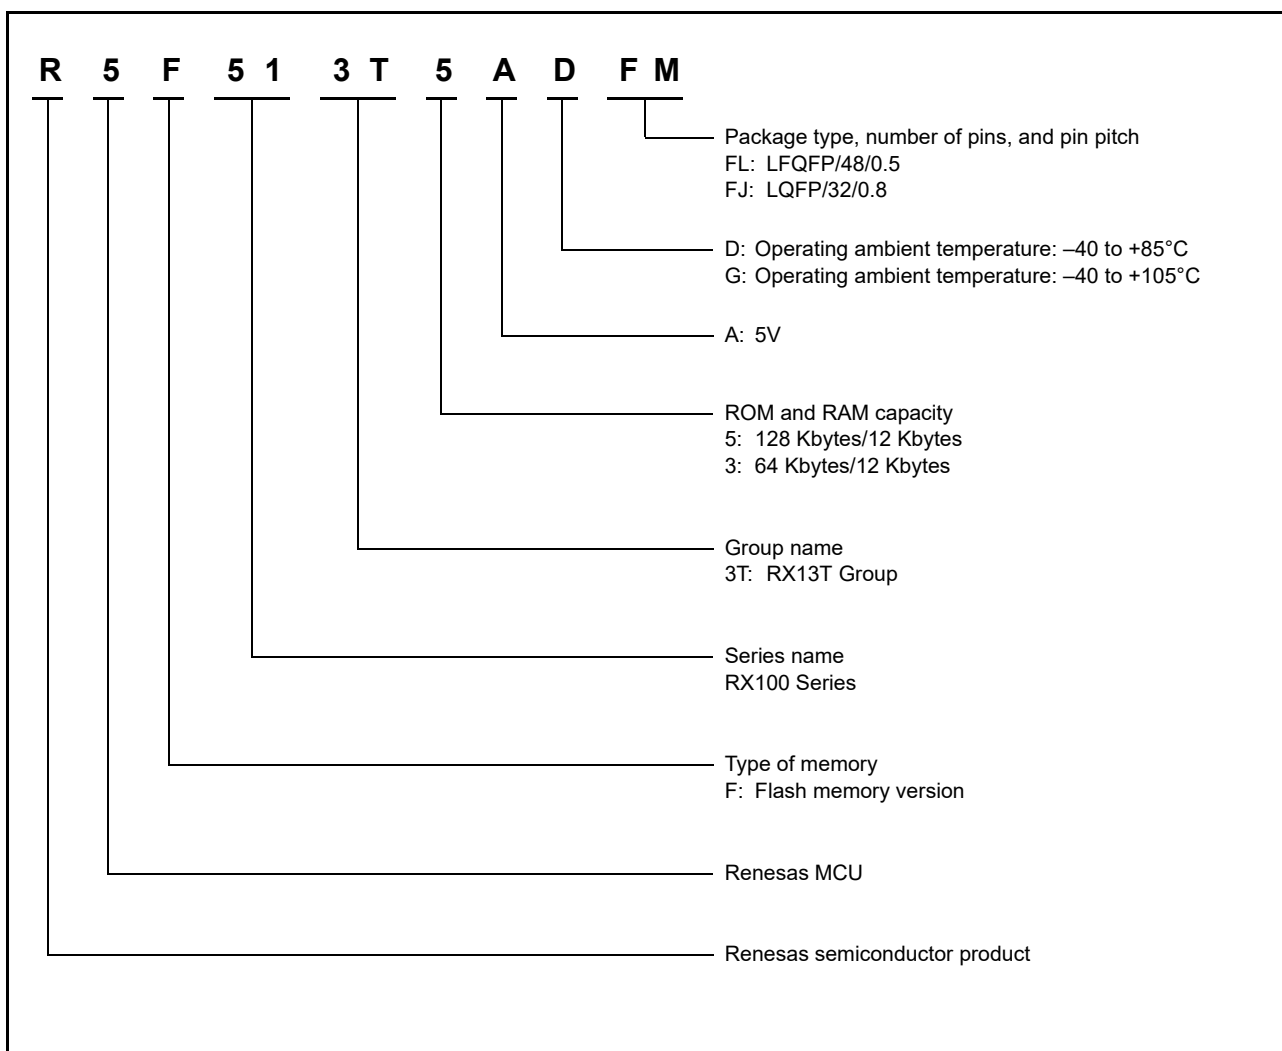 R 5 F 5 1 3 T 5 A D F M
Package type, number of pins, and pin pitch
FL: LFQFP/48/0.5
FJ: LQFP/32/0.8
D: Operating ambient temperature: –40 to +85°C
G: Operating ambient temperature: –40 to +105°C
A: 5V
ROM and RAM capacity
5: 128 Kbytes/12 Kbytes
3: 64 Kbytes/12 Kbytes
Group name
3T: RX13T Group
Series name
RX100 Series
Type of memory
F: Flash memory version
Renesas MCU
Renesas semiconductor product